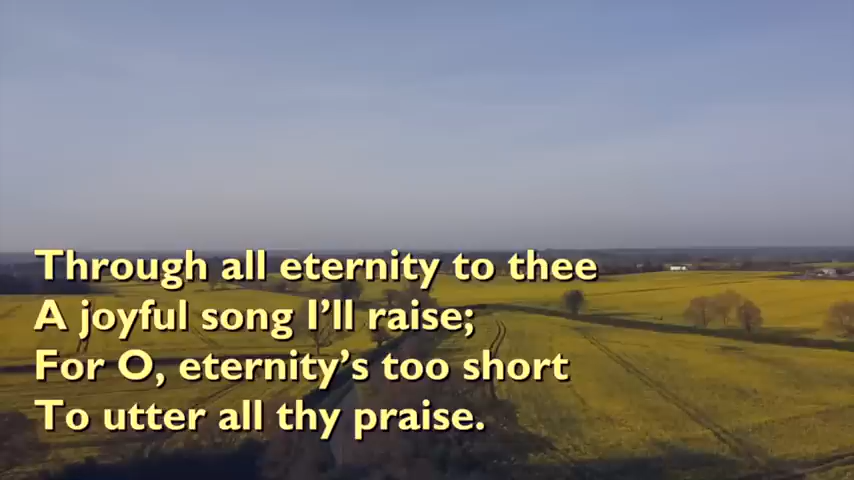 Through all eternity to thee
A joyful song I'll raise;
For O, eternity's too short
To utter all thy praise.